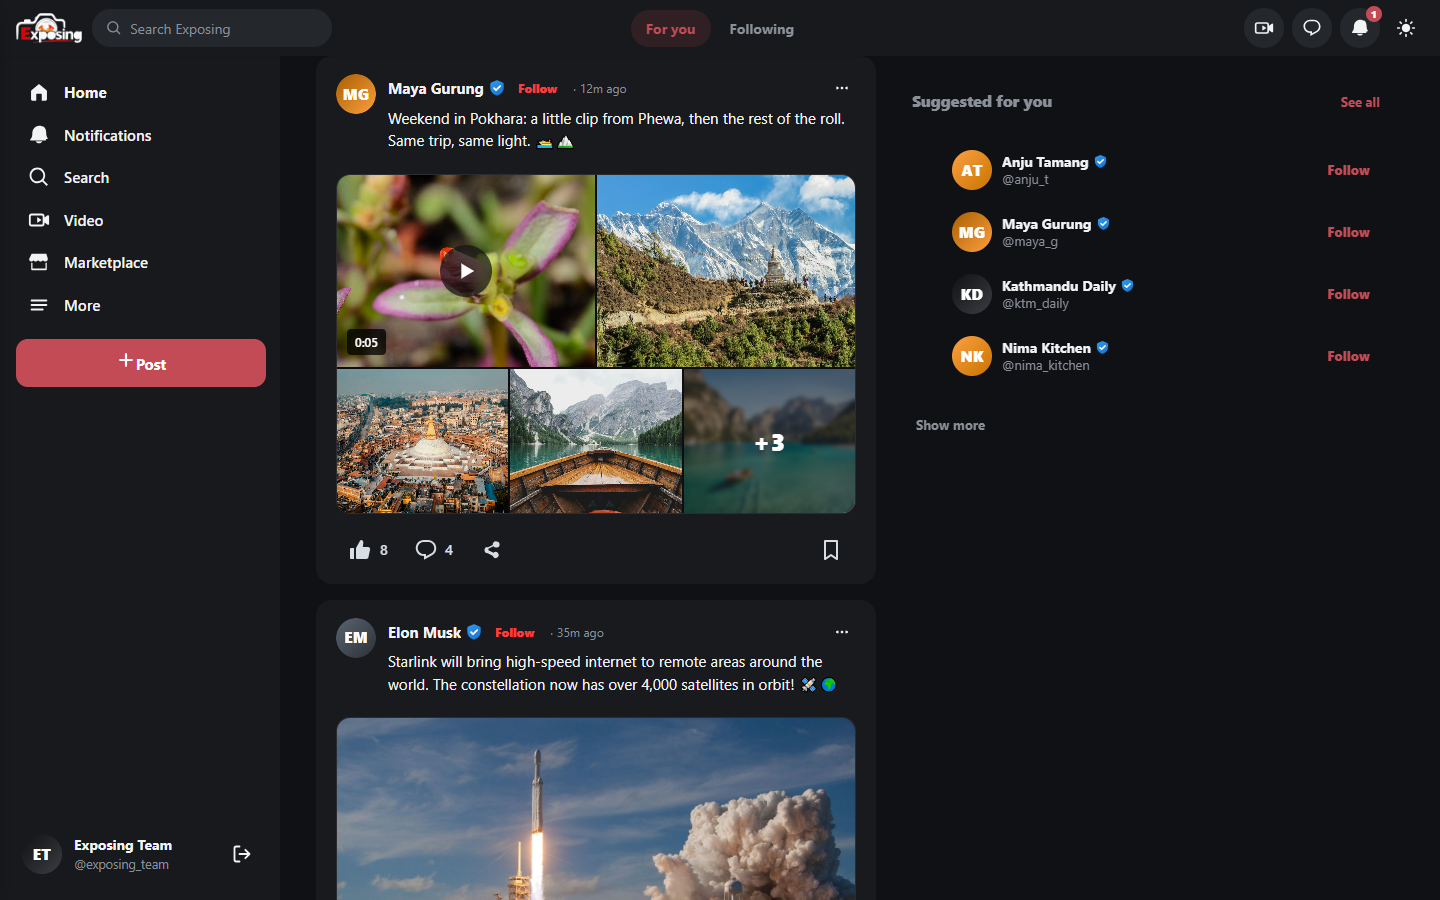 Exposing
Search Exposing
For you
Following
1
Home
Notifications
Search
Video
Marketplace
More
+ Post
ET
Exposing Team
@exposing_team
MG
Maya Gurung
Follow
· 12m ago
Weekend in Pokhara: a little clip from Phewa, then the rest of the roll.
Same trip, same light. 🚤 🏔️
0:05
+3
8
4
EM
Elon Musk
Follow
· 35m ago
Starlink will bring high-speed internet to remote areas around the
world. The constellation now has over 4,000 satellites in orbit! 🛰️ 🌍
Suggested for you
See all
AT
Anju Tamang
@anju_t
Follow
MG
Maya Gurung
@maya_g
Follow
KD
Kathmandu Daily
@ktm_daily
Follow
NK
Nima Kitchen
@nima_kitchen
Follow
Show more